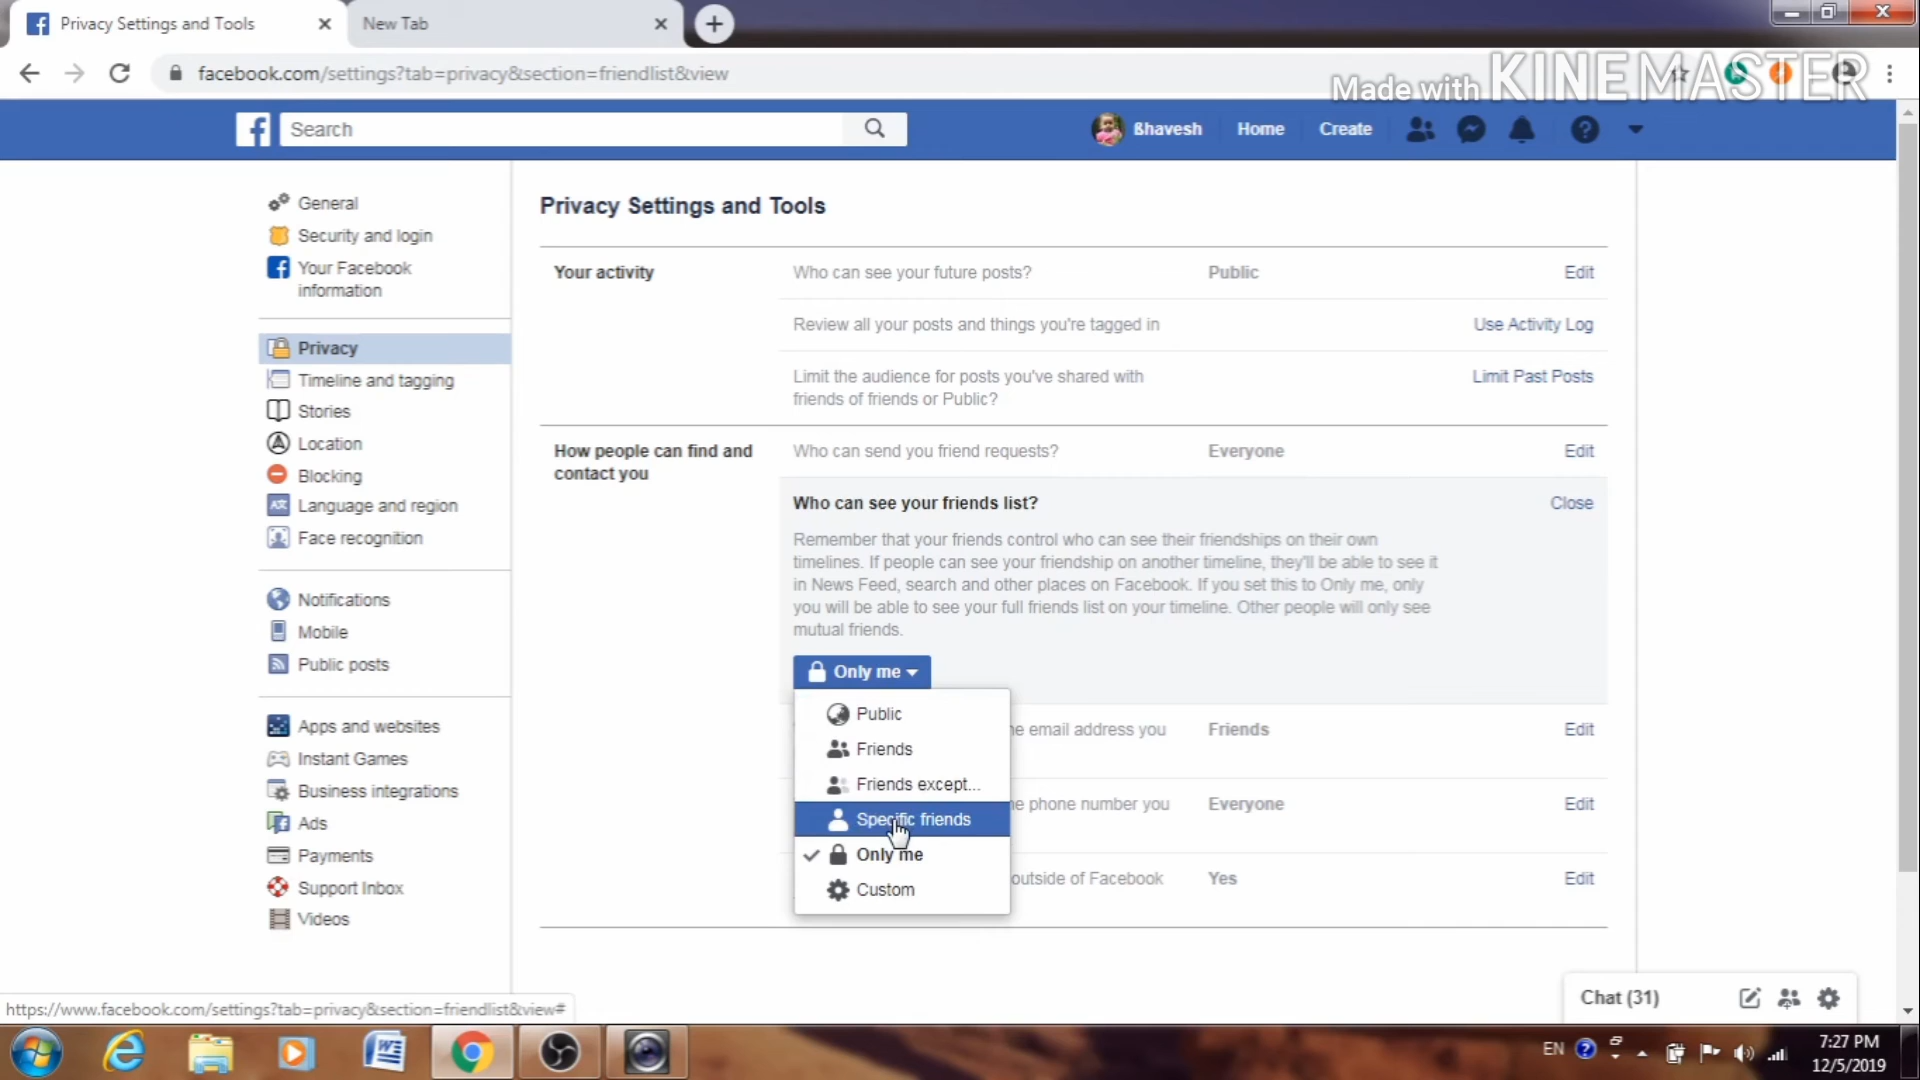 Privacy Settings and Tools
New Tab
facebook.com/settings?tab=privacy&section=friendlist&view
Made with KINEMASTER
Search
ßhavesh
Home
Create
General
Security and login
Your Facebook
information
Privacy
Timeline and tagging
Stories
Location
Blocking
Language and region
Face recognition
Notifications
Mobile
Public posts
Apps and websites
Instant Games
Business integrations
Ads
Payments
Support Inbox
Videos
Privacy Settings and Tools
Your activity
Who can see your future posts?
Public
Edit
Review all your posts and things you're tagged in
Use Activity Log
Limit the audience for posts you've shared with
friends of friends or Public?
Limit Past Posts
How people can find and
contact you
Who can send you friend requests?
Everyone
Edit
Who can see your friends list?
Close
Remember that your friends control who can see their friendships on their own
timelines. If people can see your friendship on another timeline, they'll be able to see it
in News Feed, search and other places on Facebook. If you set this to Only me, only
you will be able to see your full friends list on your timeline. Other people will only see
mutual friends.
Only me
Public
Friends
Friends except...
Specific friends
Only me
Custom
email address you
Friends
Edit
phone number you
Everyone
Edit
outside of Facebook
Yes
Edit
Chat (31)
https://www.facebook.com/settings?tab=privacy&section=friendlist&view#
EN
7:27 PM
12/5/2019